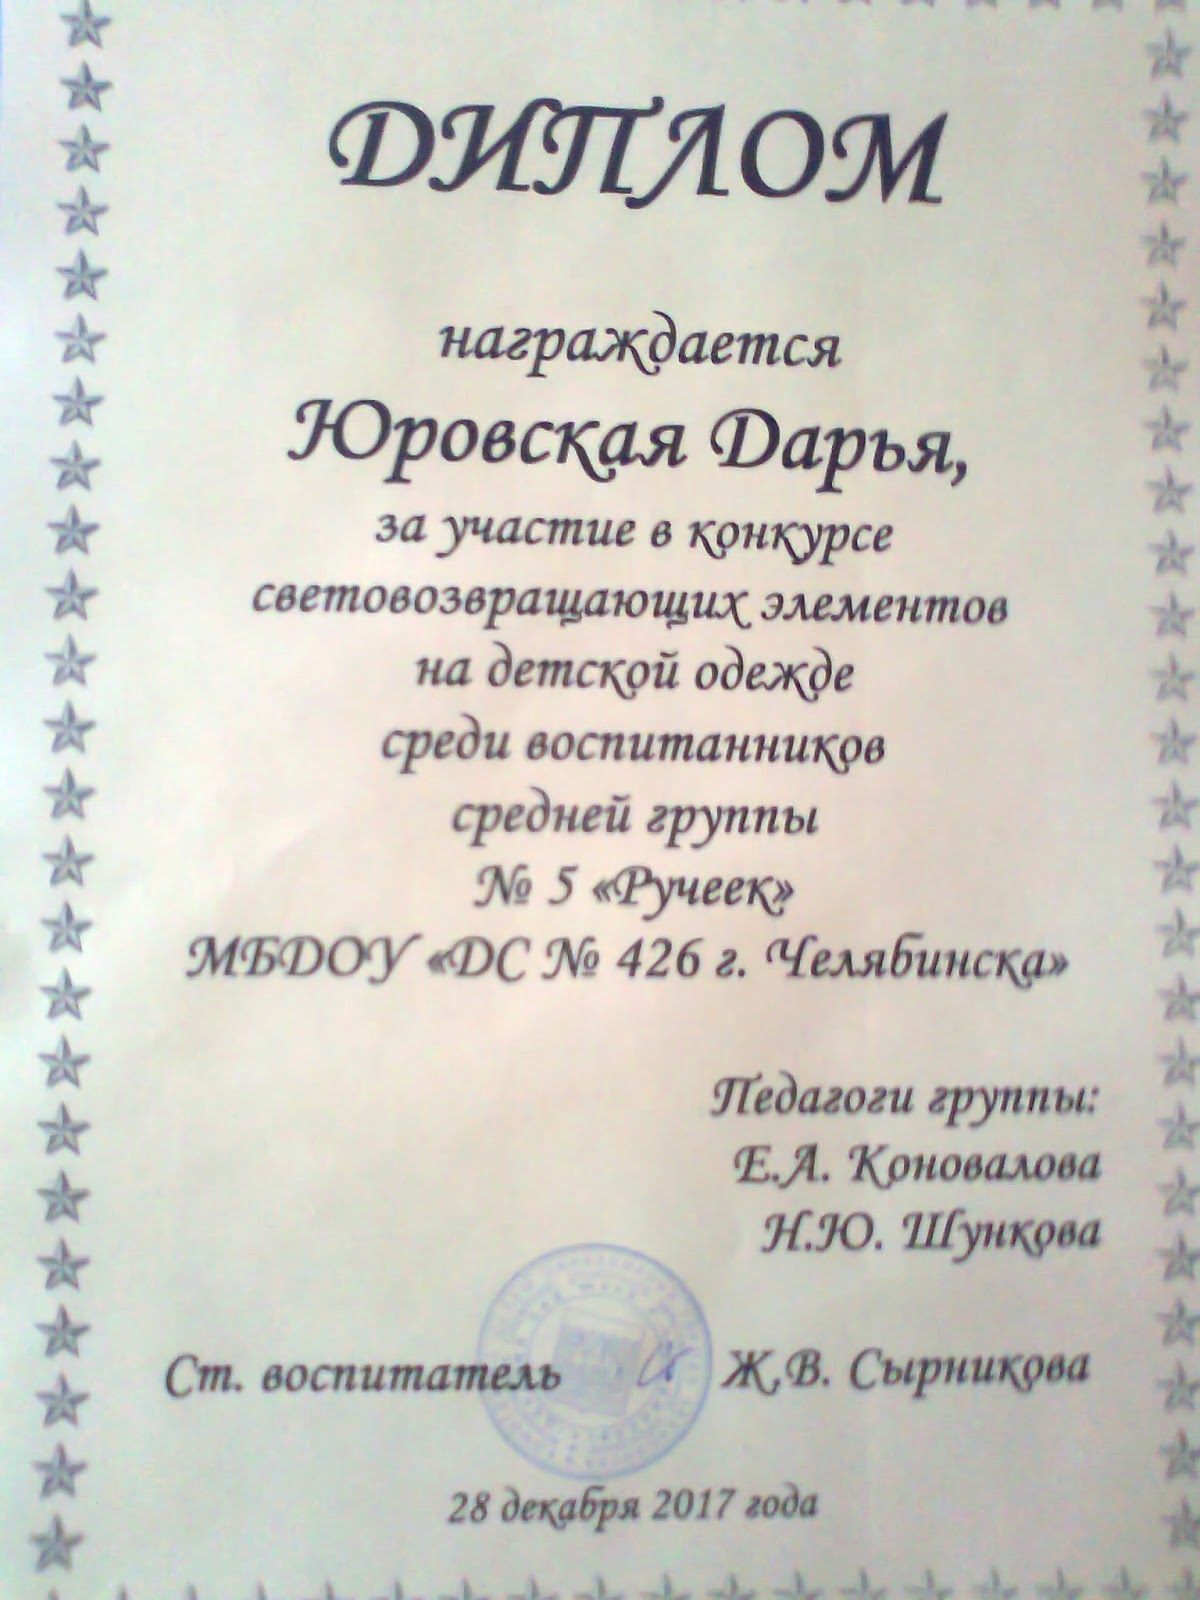 ДИПЛОМ
награждается
Юровская Дарья,
за участие в конкурсе
световозвращающих элементов
на детской одежде
среди воспитанников
средней группы
№ 5 «Ручеек»
МБДОУ «ДС № 426 г. Челябинска»
Педагоги группы:
Е.А. Коновалова
Н.Ю. Шункова
Ст. воспитатель Ж.В. Сырникова
28 декабря 2017 года